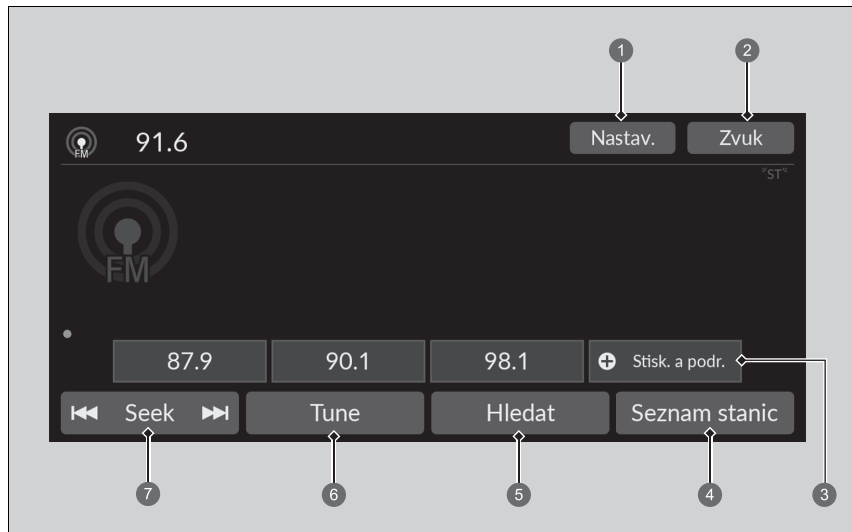 1 2
FM 91.6 Nastav. Zvuk
ST
FM
87.9 90.1 98.1 Stisk. a podr.
Seek Tune Hledat Seznam stanic
7 6 5 4 3